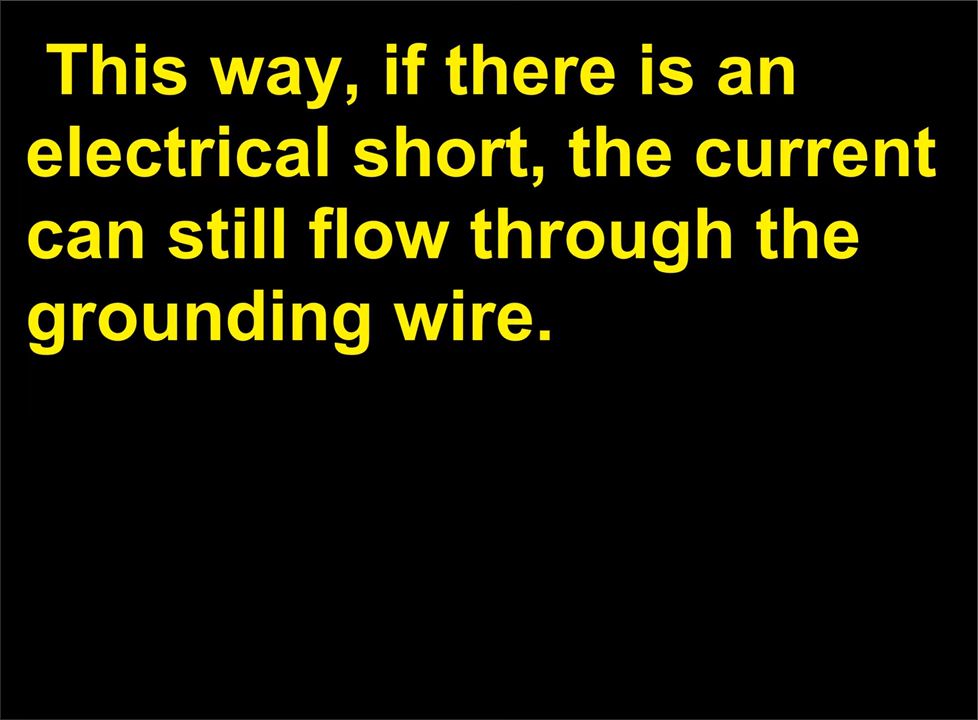 This way, if there is an
electrical short, the current
can still flow through the
grounding wire.